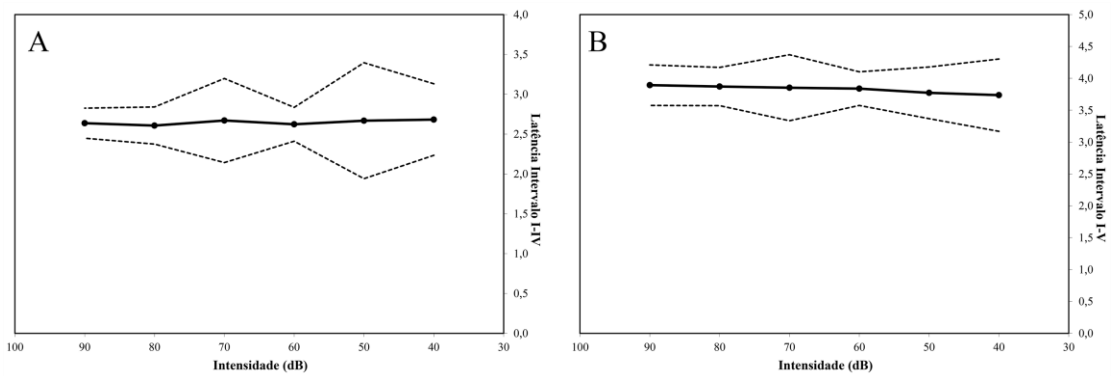 A
4,0
3,5
3,0
2,5
2,0
1,5
1,0
0,5
0,0
Latência Intervalo I-IV
100 90 80 70 60 50 40 30
Intensidade (dB)
B
5,0
4,5
4,0
3,5
3,0
2,5
2,0
1,5
1,0
0,5
0,0
Latência Intervalo I-V
100 90 80 70 60 50 40 30
Intensidade (dB)